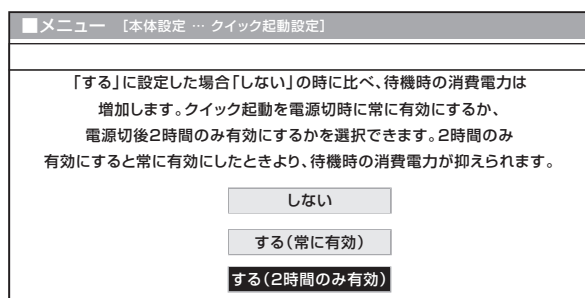 ■メニュー [本体設定 … クイック起動設定]
「する」に設定した場合「しない」の時に比べ、待機時の消費電力は
増加します。クイック起動を電源切時に常に有効にするか、
電源切後2時間のみ有効にするかを選択できます。2時間のみ
有効にすると常に有効にしたときより、待機時の消費電力が抑えられます。
しない
する(常に有効)
する(2時間のみ有効)